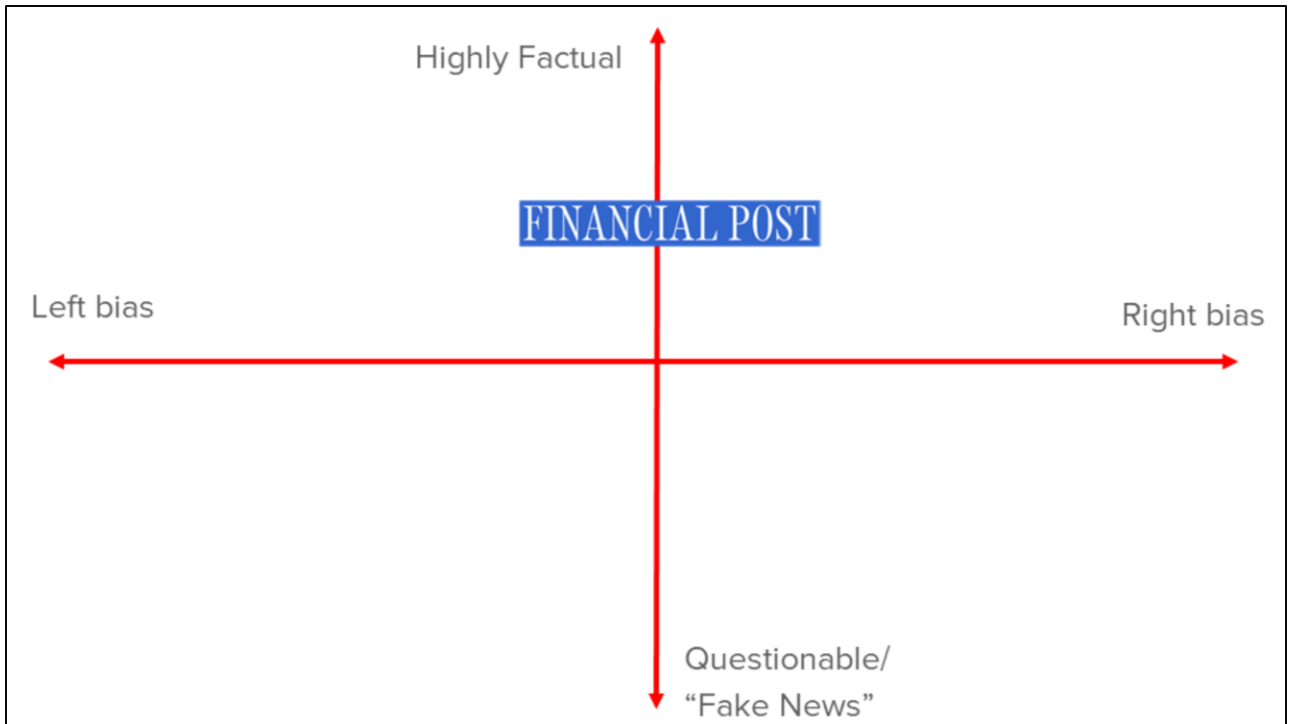 Highly Factual
FINANCIAL POST
Left bias
Right bias
Questionable/
“Fake News”